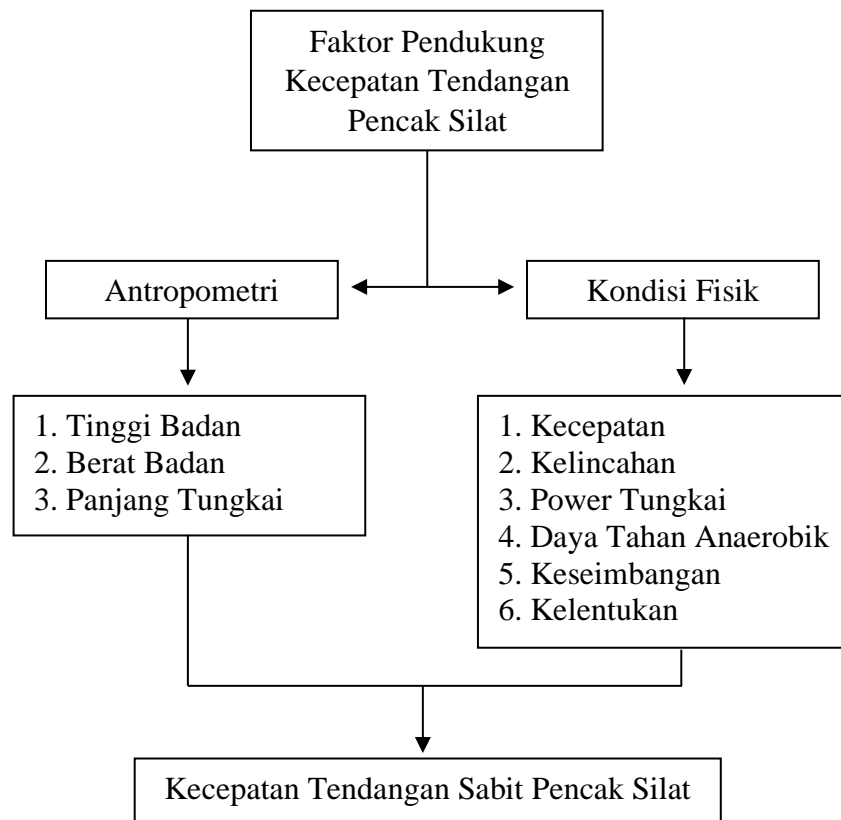 Faktor Pendukung
Kecepatan Tendangan
Pencak Silat
Antropometri
Kondisi Fisik
1. Tinggi Badan
2. Berat Badan
3. Panjang Tungkai
1. Kecepatan
2. Kelincahan
3. Power Tungkai
4. Daya Tahan Anaerobik
5. Keseimbangan
6. Kelentukan
Kecepatan Tendangan Sabit Pencak Silat